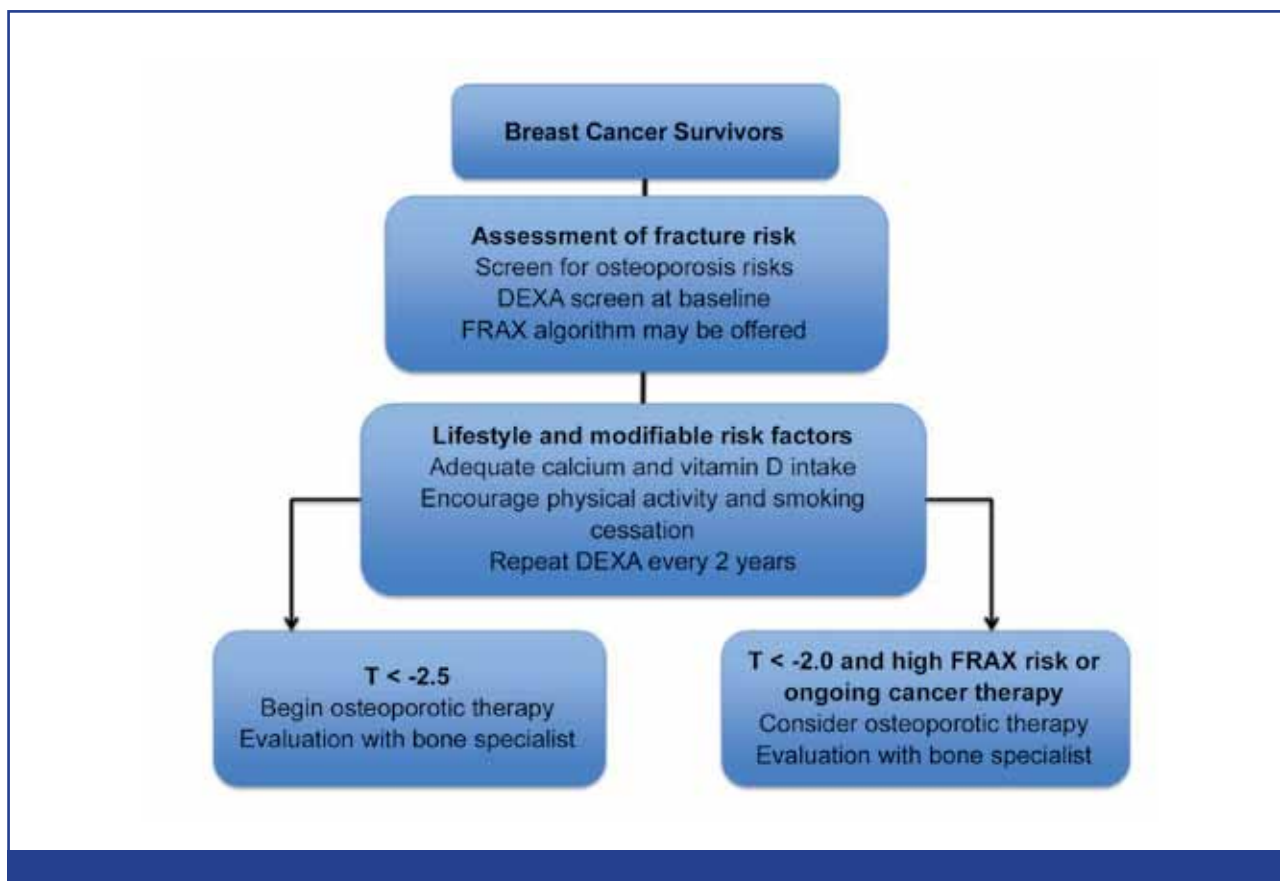 Breast Cancer Survivors
Assessment of fracture risk
Screen for osteoporosis risks
DEXA screen at baseline
FRAX algorithm may be offered
Lifestyle and modifiable risk factors
Adequate calcium and vitamin D intake
Encourage physical activity and smoking
cessation
Repeat DEXA every 2 years
T < -2.5
Begin osteoporotic therapy
Evaluation with bone specialist
T < -2.0 and high FRAX risk or
ongoing cancer therapy
Consider osteoporotic therapy
Evaluation with bone specialist